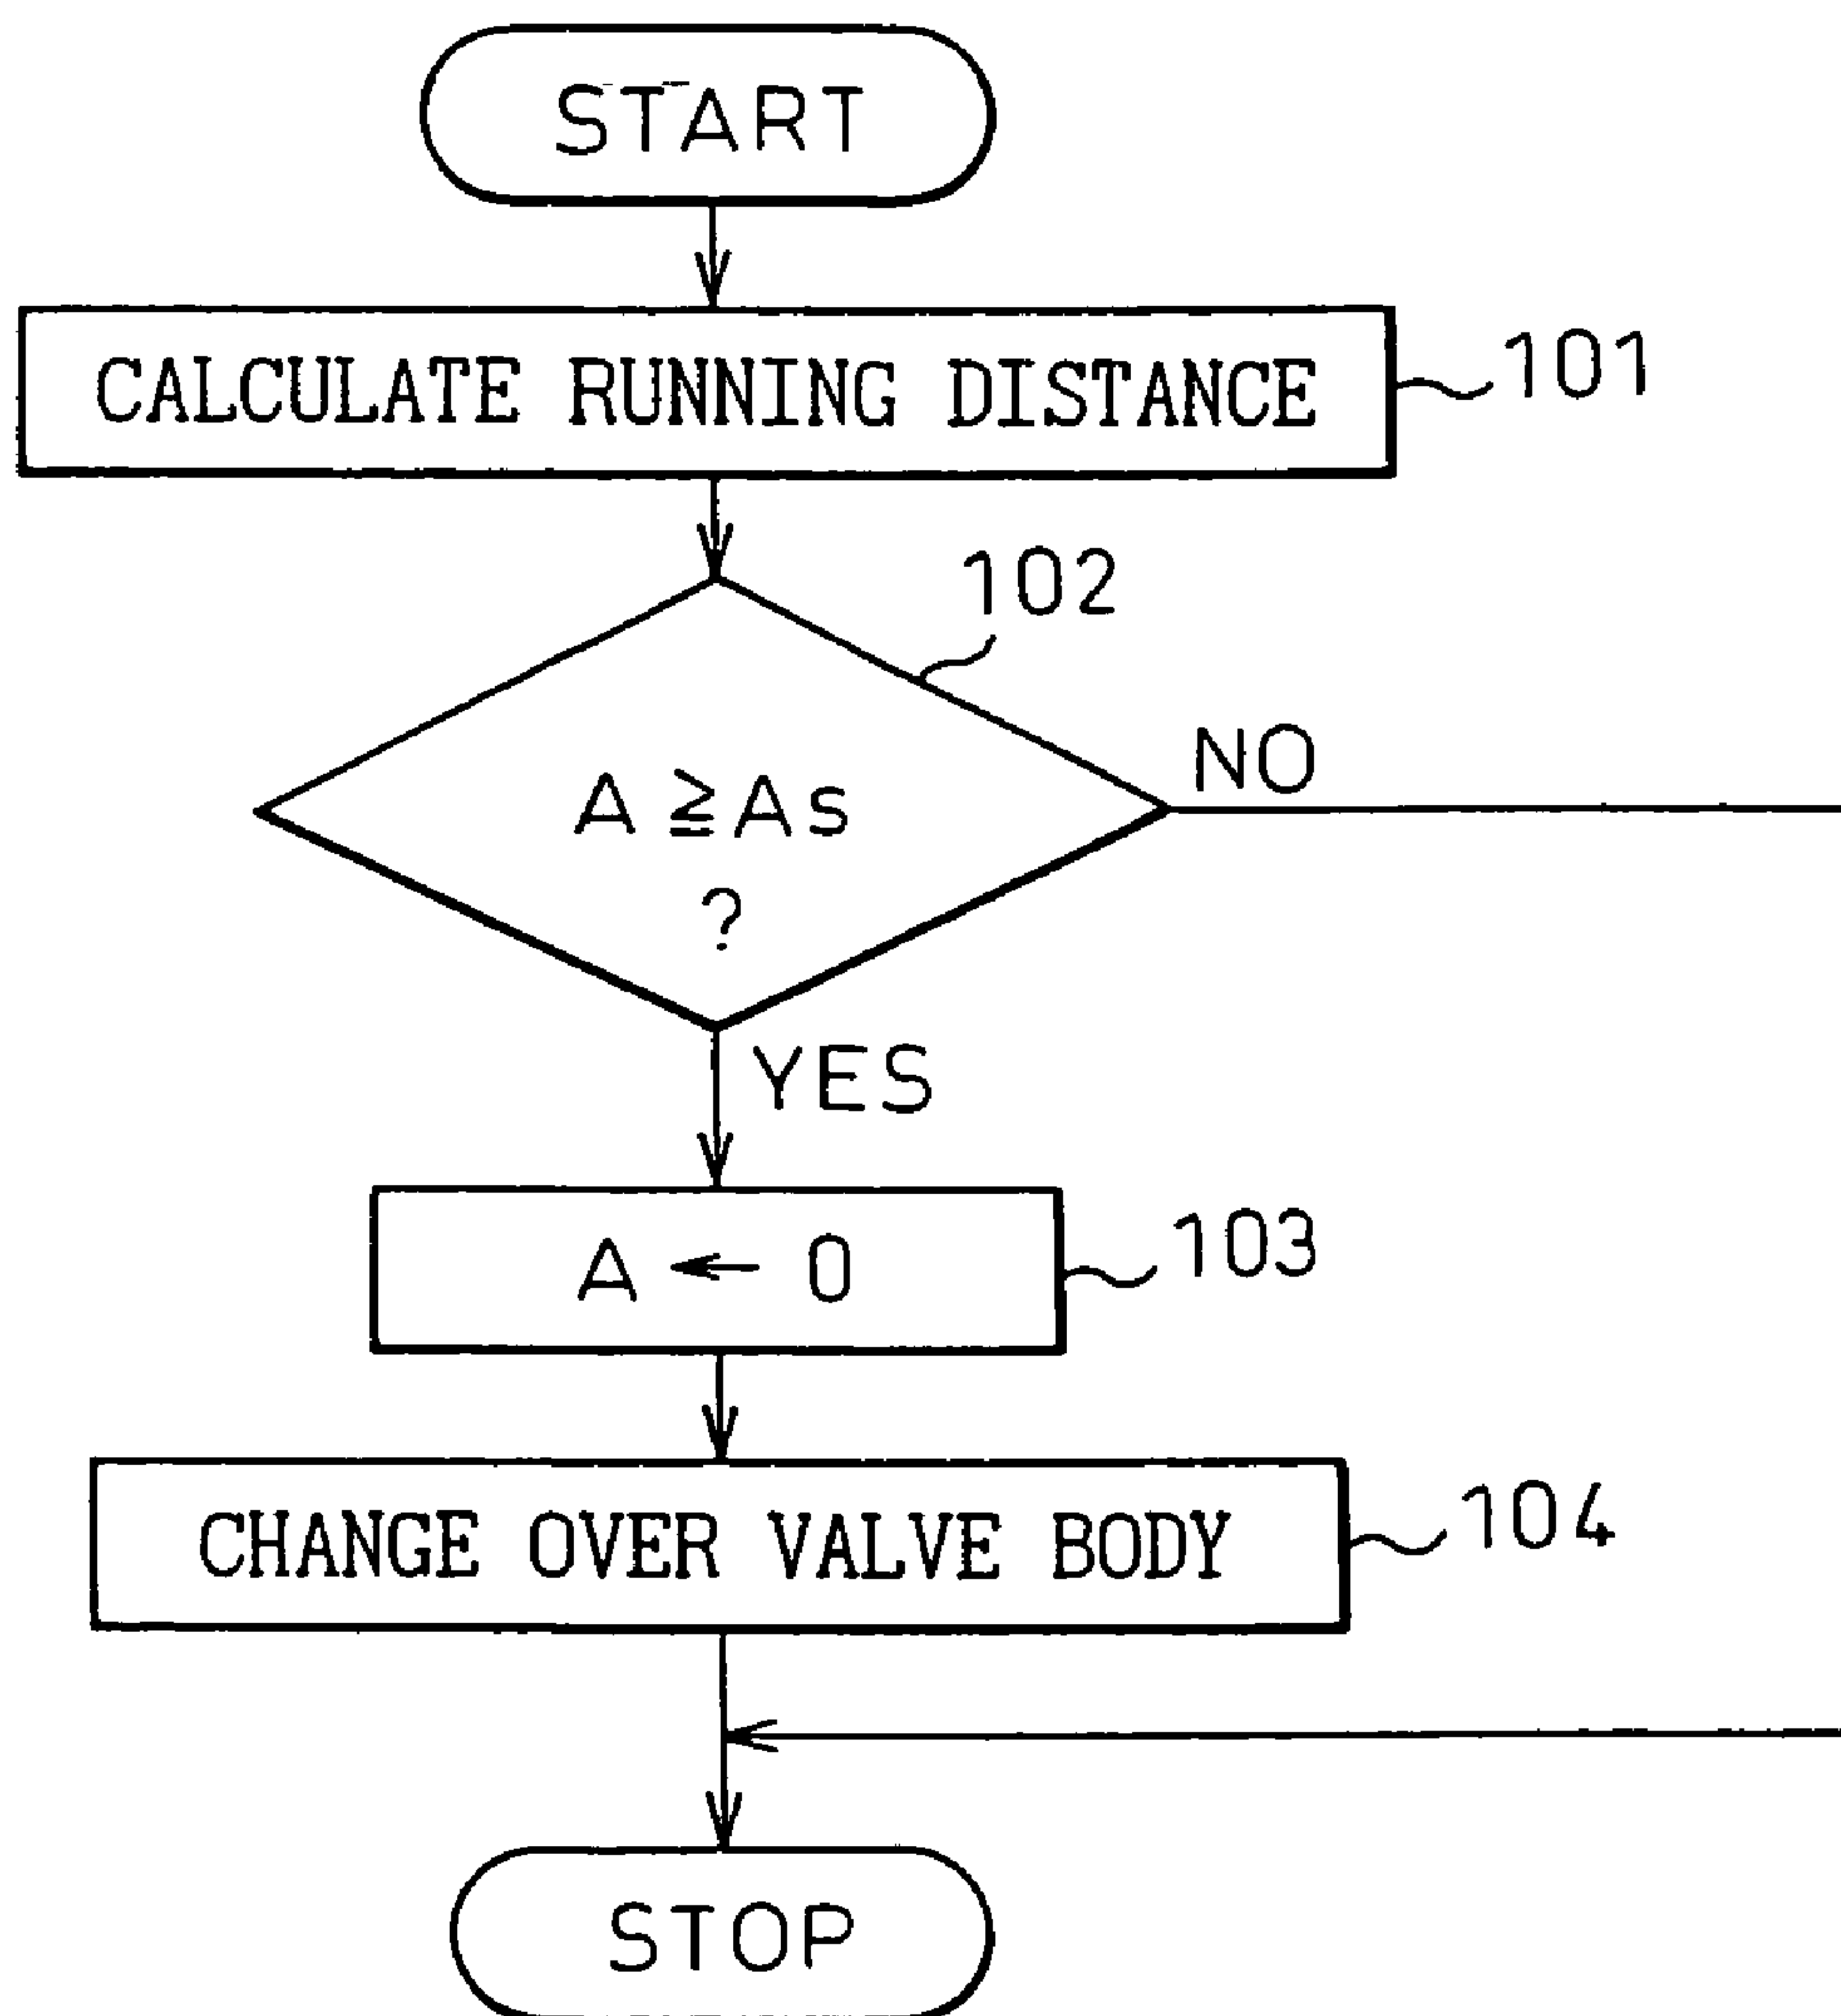 START
CALCULATE RUNNING DISTANCE
101
102
A ≧ As
?
NO
YES
A ← 0
103
CHANGE OVER VALVE BODY
104
STOP